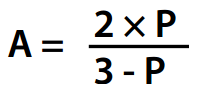 A = 2 × P
3 - P